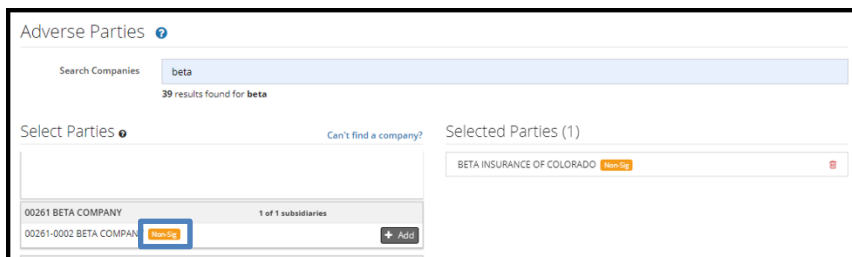 Adverse Parties ?
Search Companies
beta
39 results found for beta
Select Parties ?
Can't find a company?
00261 BETA COMPANY 1 of 1 subsidiaries
00261-0002 BETA COMPAN Non-Sig + Add
Selected Parties (1)
BETA INSURANCE OF COLORADO Non-Sig